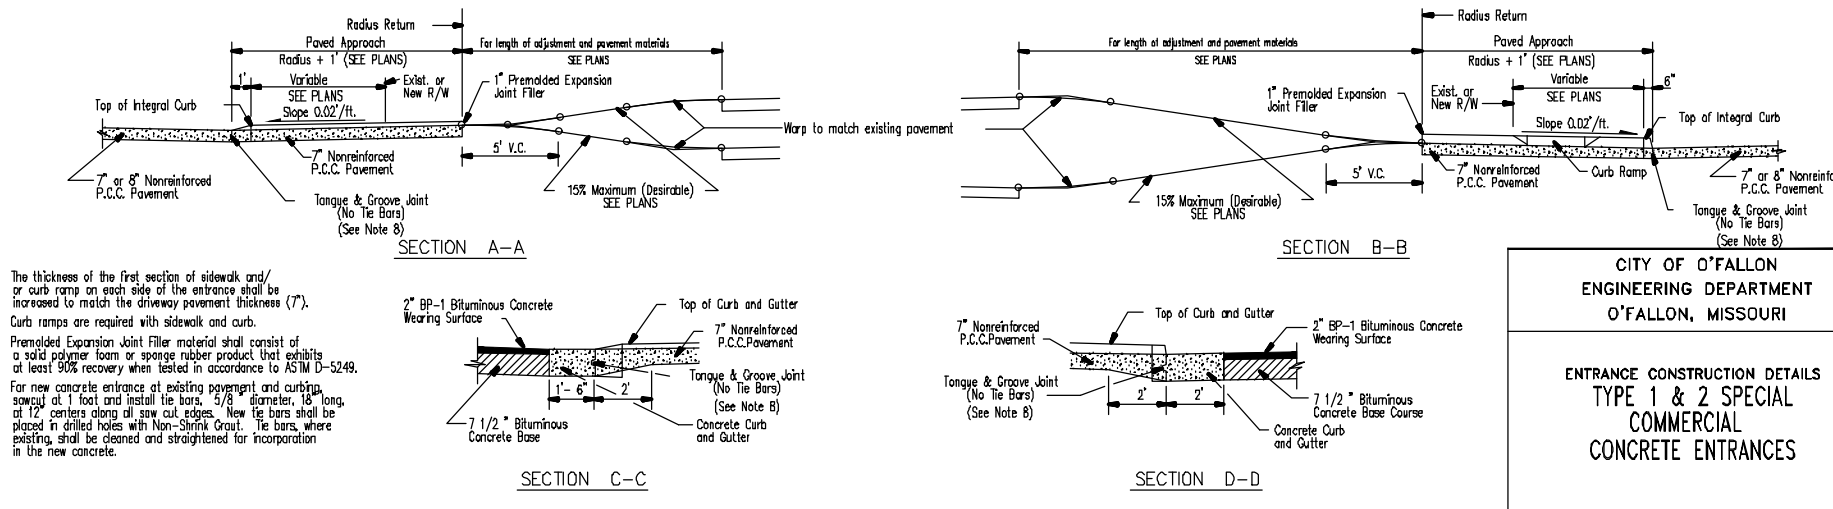 Radius Return
Paved Approach
Radius + 1' (SEE PLANS)
For length of adjustment and pavement materials
SEE PLANS
1'
Variable
SEE PLANS
Slope 0.02'/ft.
Exist. or
New R/W
1" Premolded Expansion
Joint Filler
Top of Integral Curb
Warp to match existing pavement
7" Nonreinforced
P.C.C. Pavement
5' V.C.
7" or 8" Nonreinforced
P.C.C. Pavement
15% Maximum (Desirable)
SEE PLANS
Tongue & Groove Joint
(No Tie Bars)
(See Note 8)
SECTION A-A
Radius Return
For length of adjustment and pavement materials
SEE PLANS
Paved Approach
Radius + 1' (SEE PLANS)
Variable
SEE PLANS
6"
1" Premolded Expansion
Joint Filler
Exist. or
New R/W
Slope 0.02'/ft.
Top of Integral Curb
5' V.C.
7" Nonreinforced
P.C.C. Pavement
Curb Ramp
7" or 8" Nonreinfo
P.C.C. Pavement
15% Maximum (Desirable)
SEE PLANS
Tongue & Groove Joint
(No Tie Bars)
(See Note 8)
SECTION B-B
The thickness of the first section of sidewalk and/
or curb ramp on each side of the entrance shall be
increased to match the driveway pavement thickness (7").
Curb ramps are required with sidewalk and curb.
Premolded Expansion Joint Filler material shall consist of
a solid polymer foam or sponge rubber product that exhibits
at least 90% recovery when tested in accordance to ASTM D-5249.
For new concrete entrance at existing pavement and curbing,
sawcut at 1 foot and install tie bars, 5/8 " diameter, 18" long,
at 12" centers along all saw cut edges. New tie bars shall be
placed in drilled holes with Non-Shrink Grout. Tie bars, where
existing, shall be cleaned and straightened for incorporation
in the new concrete.
2" BP-1 Bituminous Concrete
Wearing Surface
Top of Curb and Gutter
7" Nonreinforced
P.C.C.Pavement
Tongue & Groove Joint
(No Tie Bars)
(See Note 8)
1'- 6"
2'
7 1/2 " Bituminous
Concrete Base
Concrete Curb
and Gutter
SECTION C-C
Top of Curb and Gutter
7" Nonreinforced
P.C.C.Pavement
2" BP-1 Bituminous Concrete
Wearing Surface
Tongue & Groove Joint
(No Tie Bars)
(See Note 8)
2'
2'
7 1/2 " Bituminous
Concrete Base Course
Concrete Curb
and Gutter
SECTION D-D
CITY OF O'FALLON
ENGINEERING DEPARTMENT
O'FALLON, MISSOURI
ENTRANCE CONSTRUCTION DETAILS
TYPE 1 & 2 SPECIAL
COMMERCIAL
CONCRETE ENTRANCES